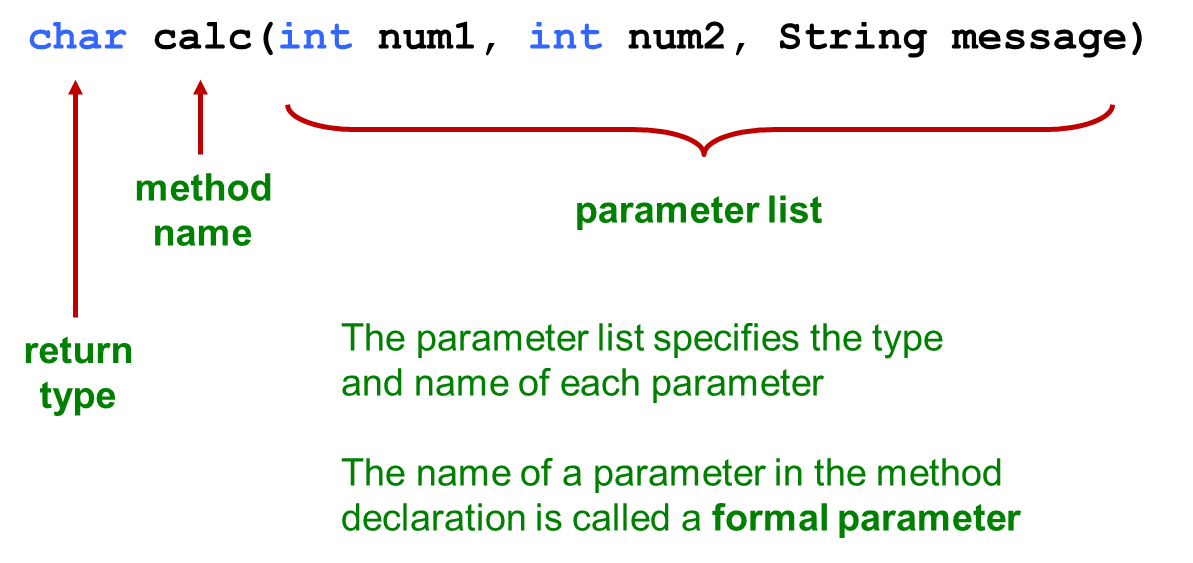 char calc(int num1, int num2, String message)
method
name
parameter list
return
type
The parameter list specifies the type
and name of each parameter
The name of a parameter in the method
declaration is called a formal parameter